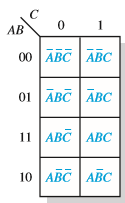 C
AB 0 1
00 A̅B̅C̅ A̅B̅C
01 A̅BC̅ A̅BC
11 ABC̅ ABC
10 AB̅C̅ AB̅C